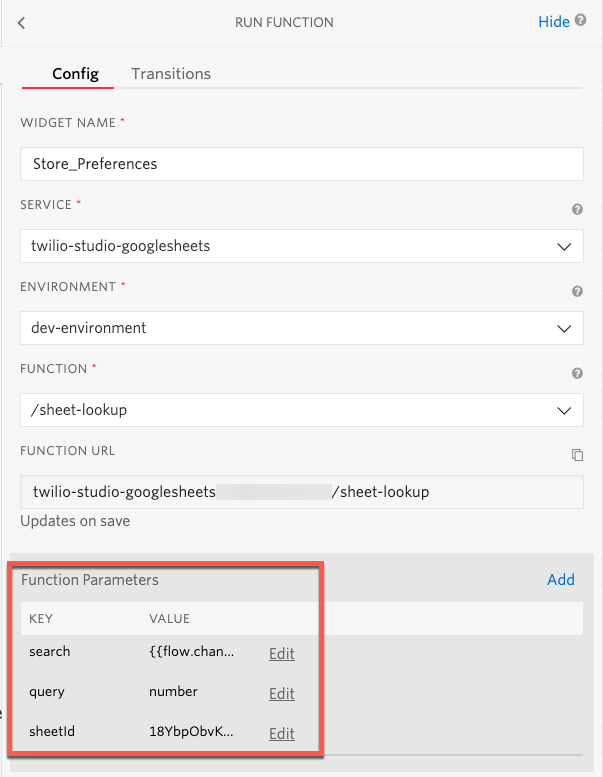 RUN FUNCTION
Hide
Config Transitions
WIDGET NAME *
Store_Preferences
SERVICE *
twilio-studio-googlesheets
ENVIRONMENT *
dev-environment
FUNCTION *
/sheet-lookup
FUNCTION URL
twilio-studio-googlesheets /sheet-lookup
Updates on save
Function Parameters Add
KEY VALUE
search {{flow.chan... Edit
query number Edit
sheetId 18YbpObvK... Edit